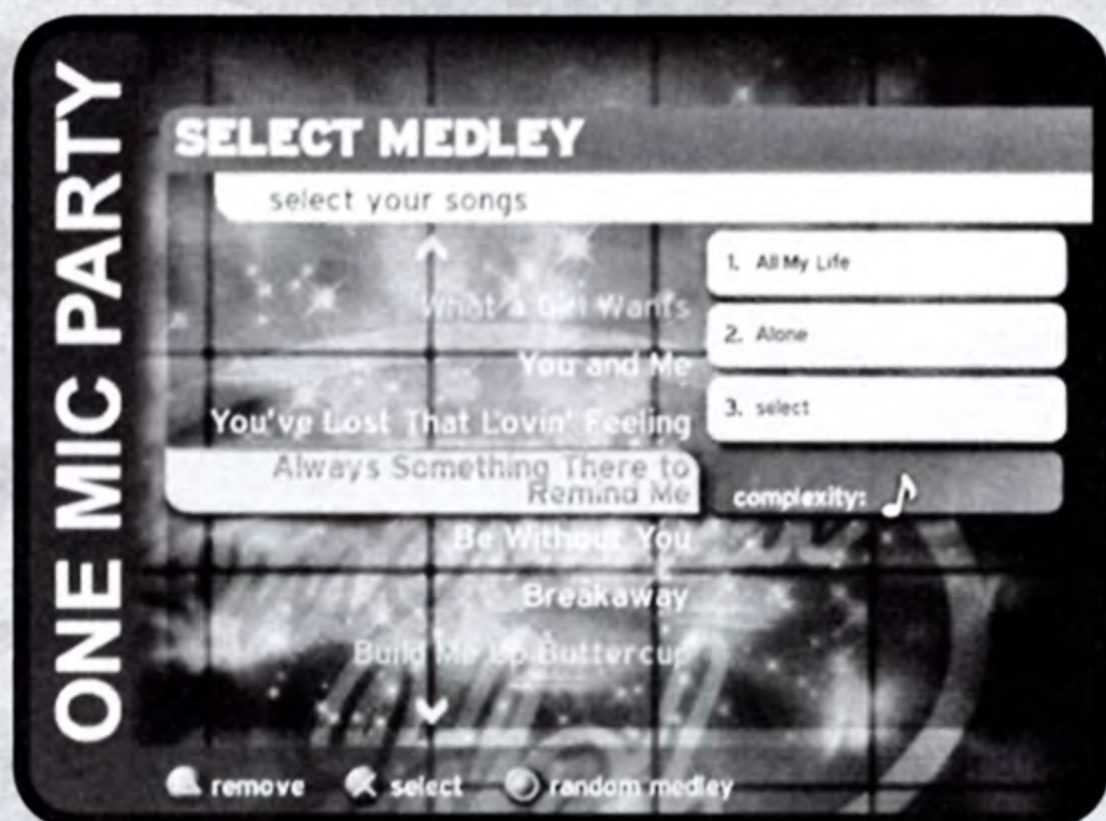 ONE MIC PARTY
SELECT MEDLEY
select your songs
What a Girl Wants
You and Me
You've Lost That Lovin' Feeling
Always Something There to
Remind Me
Be Without You
Breakaway
Build Me Up Buttercup
1. All My Life
2. Alone
3. select
complexity:
remove
select
random medley